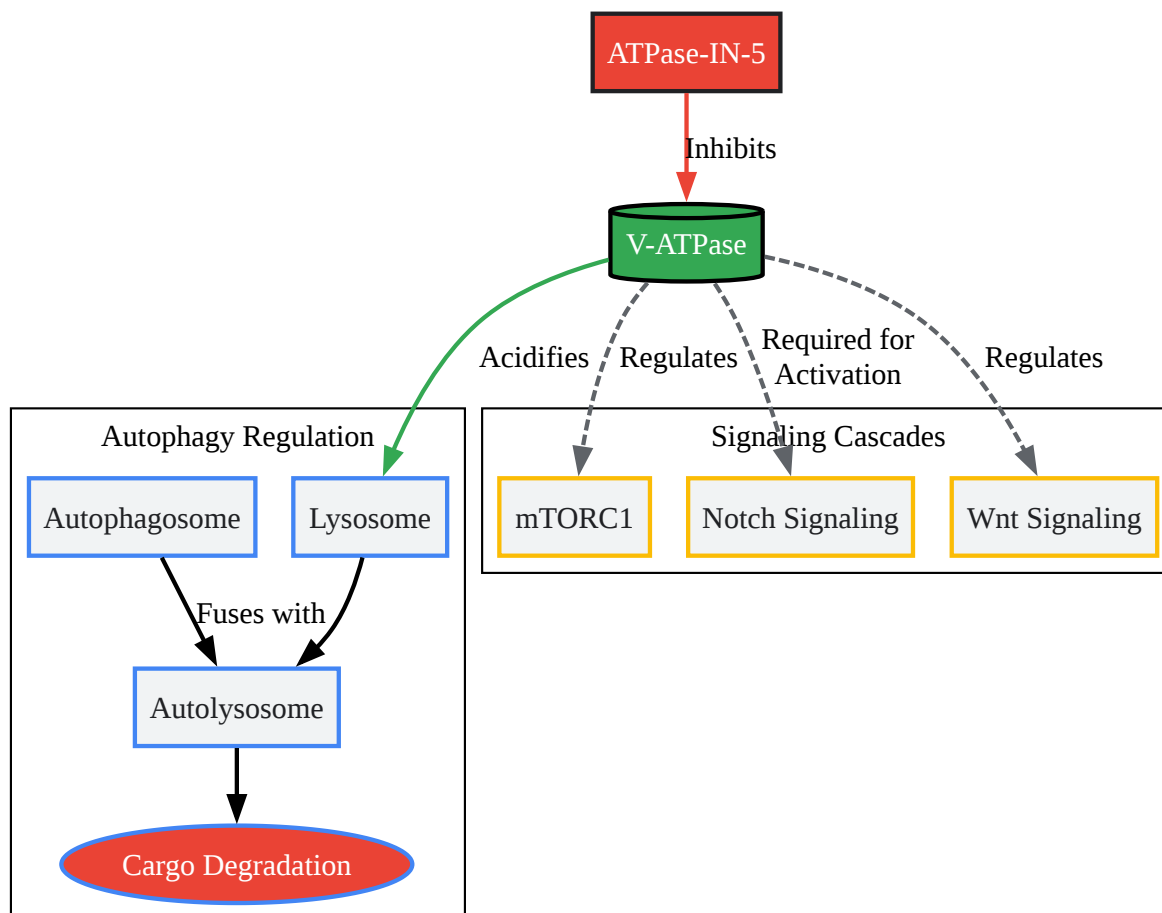 ATPase-IN-5
Inhibits
V-ATPase
Acidifies
Regulates
Required for
Activation
Regulates
Autophagy Regulation
Signaling Cascades
Autophagosome
Lysosome
mTORC1
Notch Signaling
Wnt Signaling
Fuses with
Autolysosome
Cargo Degradation